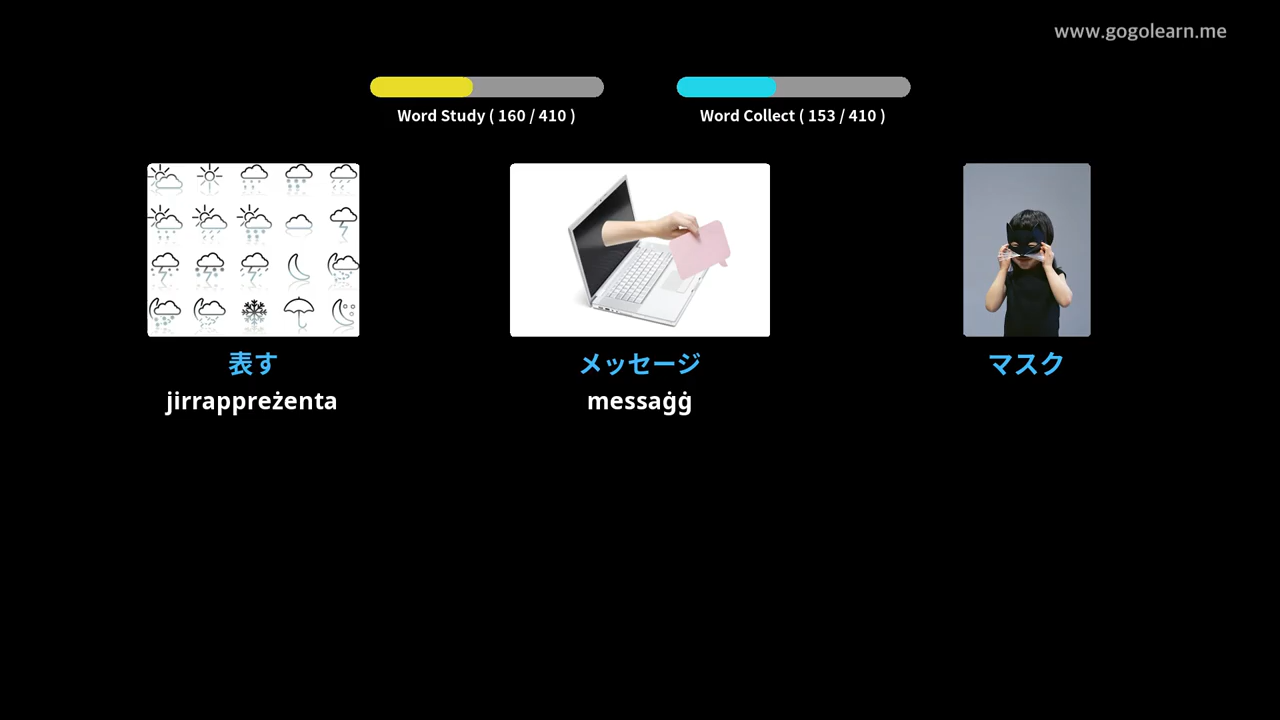 www.gogolearn.me
Word Study ( 160 / 410 )
Word Collect ( 153 / 410 )
表す
メッセージ
マスク
jirrappreżenta
messaġġ